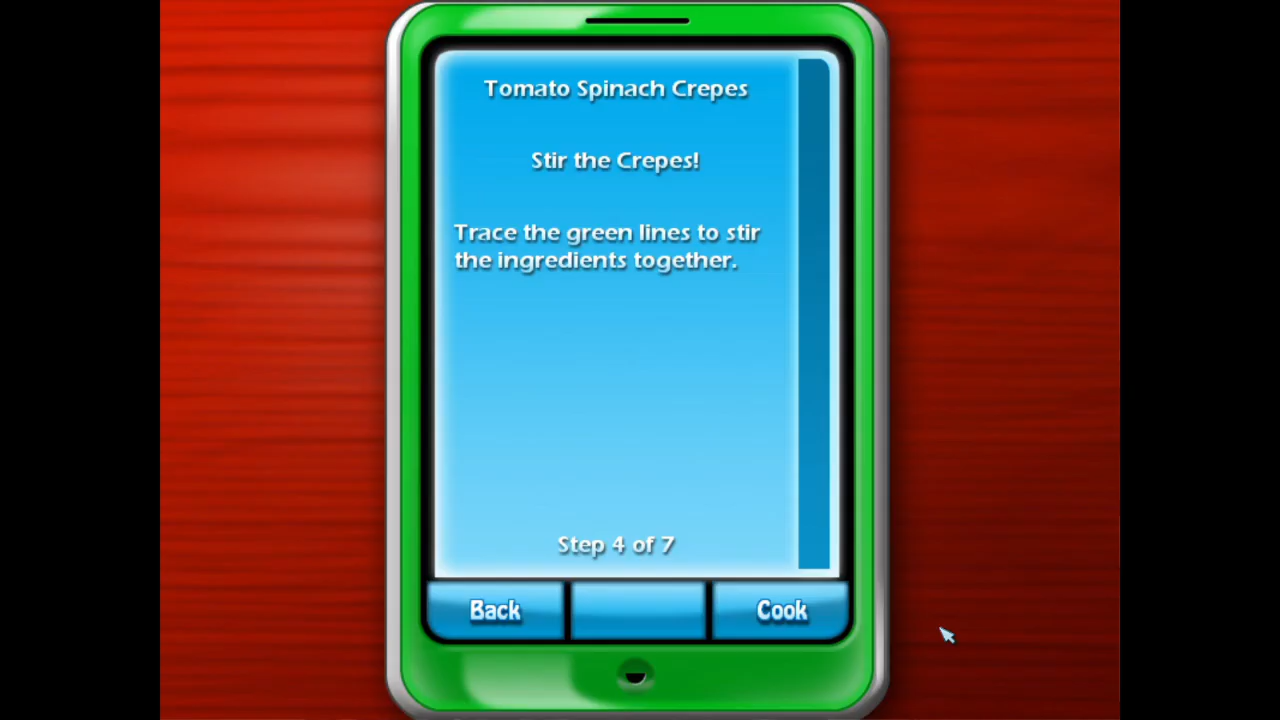 Tomato Spinach Crepes
Stir the Crepes!
Trace the green lines to stir
the ingredients together.
Step 4 of 7
Back
Cook